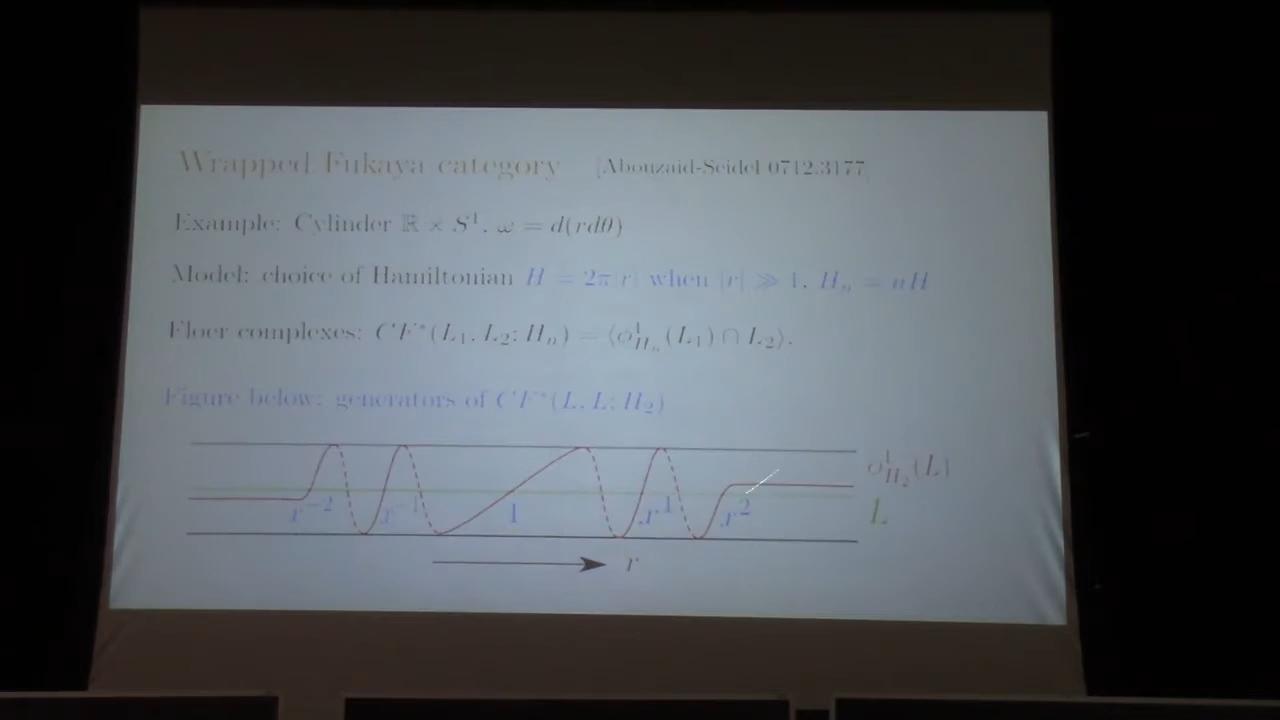 Wrapped Fukaya category [Abouzaid-Seidel 0712.3177]
Example: Cylinder ℝ × S¹, ω = d(rdθ)
Model: choice of Hamiltonian H = 2π|r| when |r| ≫ 1, Hₙ = nH
Floer complexes: CF*(L₁, L₂; Hₙ) = ⟨ϕ¹_{Hₙ}(L₁) ∩ L₂⟩.
Figure below: generators of CF*(L, L; H₂)
ϕ¹_{H₂}(L)
x⁻² x⁻¹ 1 x¹ x² L
r